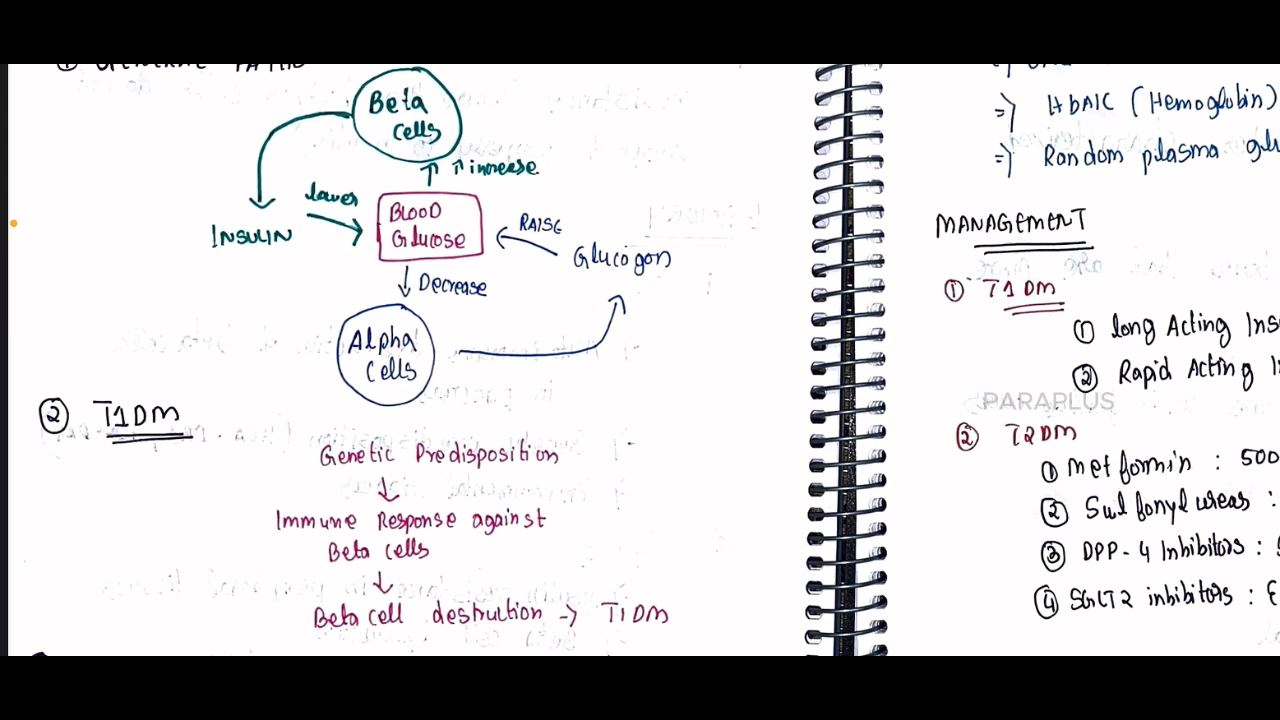 Beta
cells
↑ ↑ increase
lower
INSULIN
BLOOD
Glucose
RAISE
Glucogon
↓ Decrease
Alpha
cells
② T1DM
Genetic Predisposition
↓
Immune Response against
Beta cells
↓
Beta cell destruction -> T1DM
=> HbA1C (Hemoglobin)
=> Random plasma glu
MANAGEMENT
① T1DM
① long Acting Ins
② Rapid Acting I
PARAPLUS
② T2DM
① Metformin : 500
② Sulfonylureas :
③ DPP-4 Inhibitors :
④ SGLT2 inhibitors : E